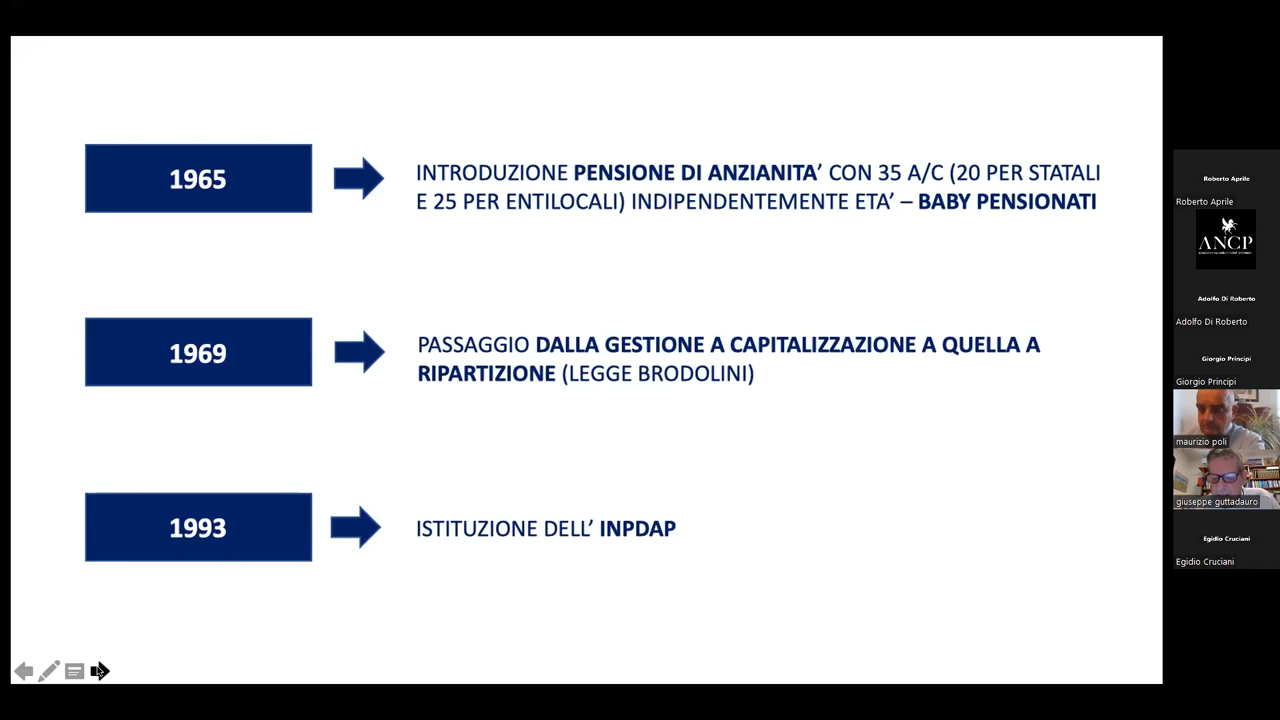 1965
INTRODUZIONE PENSIONE DI ANZIANITA’ CON 35 A/C (20 PER STATALI
E 25 PER ENTILOCALI) INDIPENDENTEMENTE ETA’ – BABY PENSIONATI
1969
PASSAGGIO DALLA GESTIONE A CAPITALIZZAZIONE A QUELLA A
RIPARTIZIONE (LEGGE BRODOLINI)
1993
ISTITUZIONE DELL’ INPDAP
Roberto Aprile
Roberto Aprile
ANCP
Adolfo Di Roberto
Adolfo Di Roberto
Giorgio Principi
Giorgio Principi
maurizio poli
giuseppe guttadauro
Egidio Cruciani
Egidio Cruciani